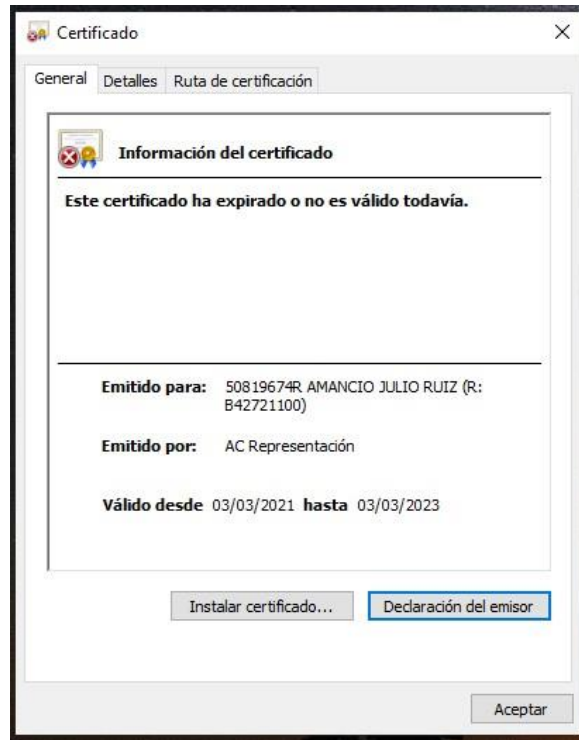 Certificado
General Detalles Ruta de certificación
Información del certificado
Este certificado ha expirado o no es válido todavía.
Emitido para: 50819674R AMANCIO JULIO RUIZ (R:
B42721100)
Emitido por: AC Representación
Válido desde 03/03/2021 hasta 03/03/2023
Instalar certificado... Declaración del emisor
Aceptar